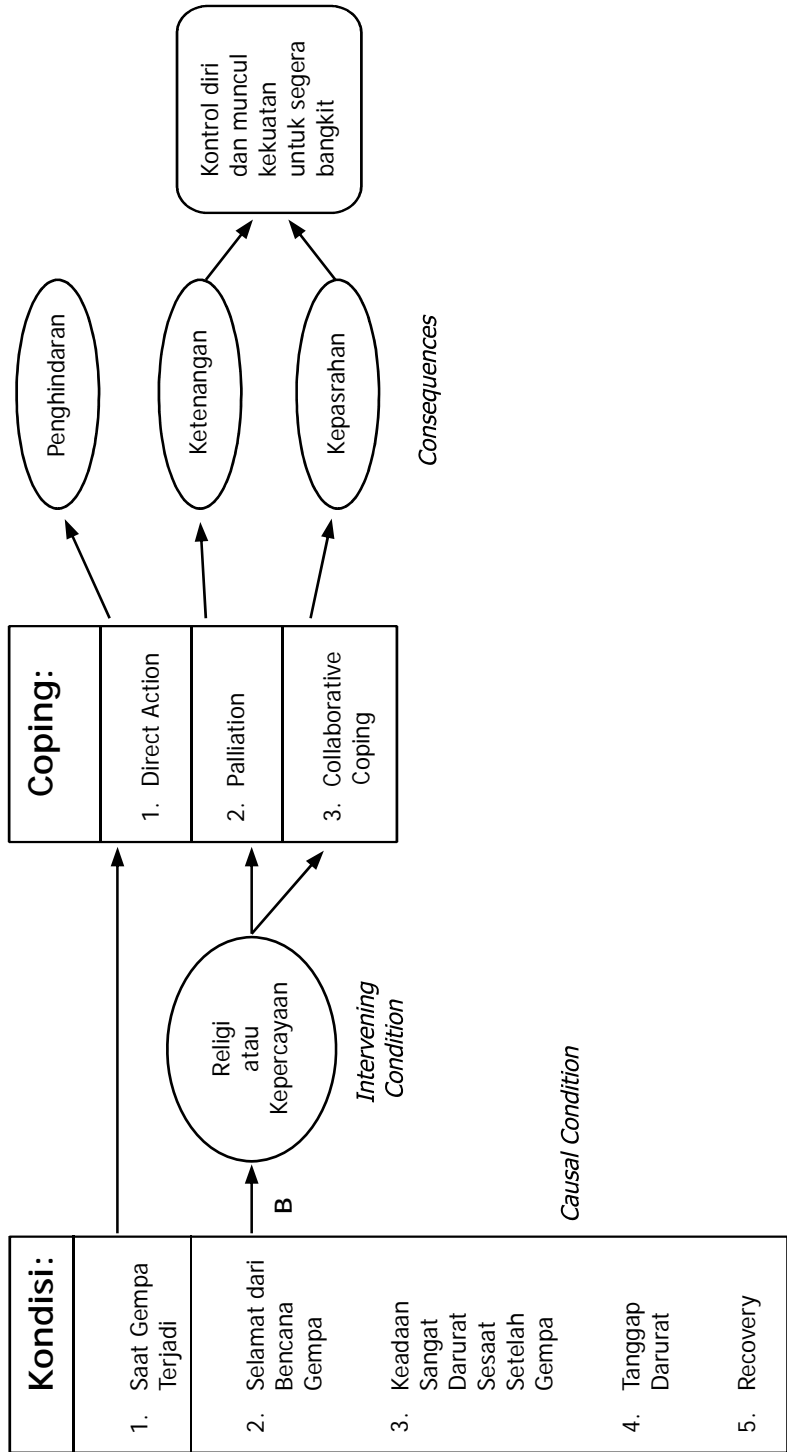 Kondisi:
1. Saat Gempa
Terjadi
2. Selamat dari
Bencana
Gempa
3. Keadaan
Sangat
Darurat
Sesaat
Setelah
Gempa
4. Tanggap
Darurat
5. Recovery
B
Causal Condition
Religi
atau
Kepercayaan
Intervening
Condition
Coping:
1. Direct Action
2. Palliation
3. Collaborative
Coping
Penghindaran
Ketenangan
Kepasrahan
Consequences
Kontrol diri
dan muncul
kekuatan
untuk segera
bangkit